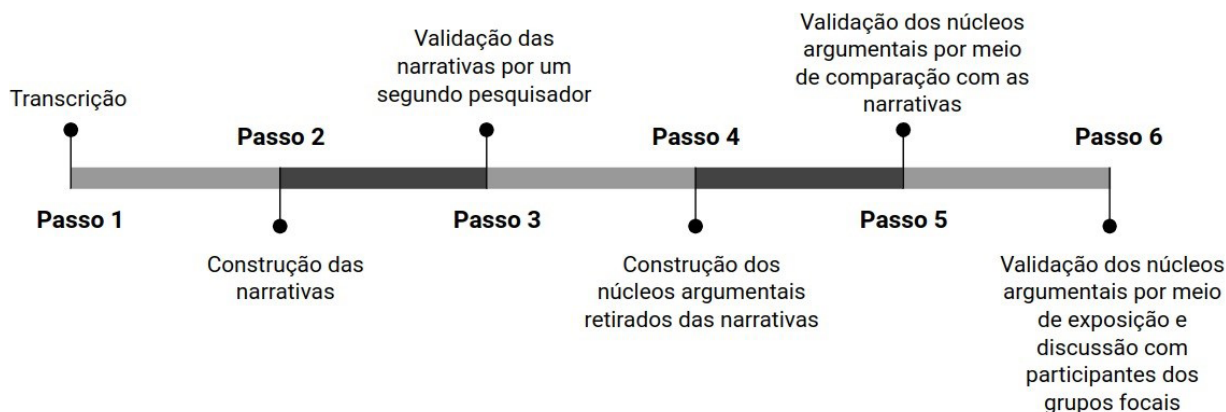 Transcrição
Passo 1
Passo 2
Construção das
narrativas
Validação das
narrativas por um
segundo pesquisador
Passo 3
Passo 4
Construção dos
núcleos argumentais
retirados das narrativas
Validação dos núcleos
argumentais por meio
de comparação com as
narrativas
Passo 5
Passo 6
Validação dos núcleos
argumentais por meio
de exposição e
discussão com
participantes dos
grupos focais